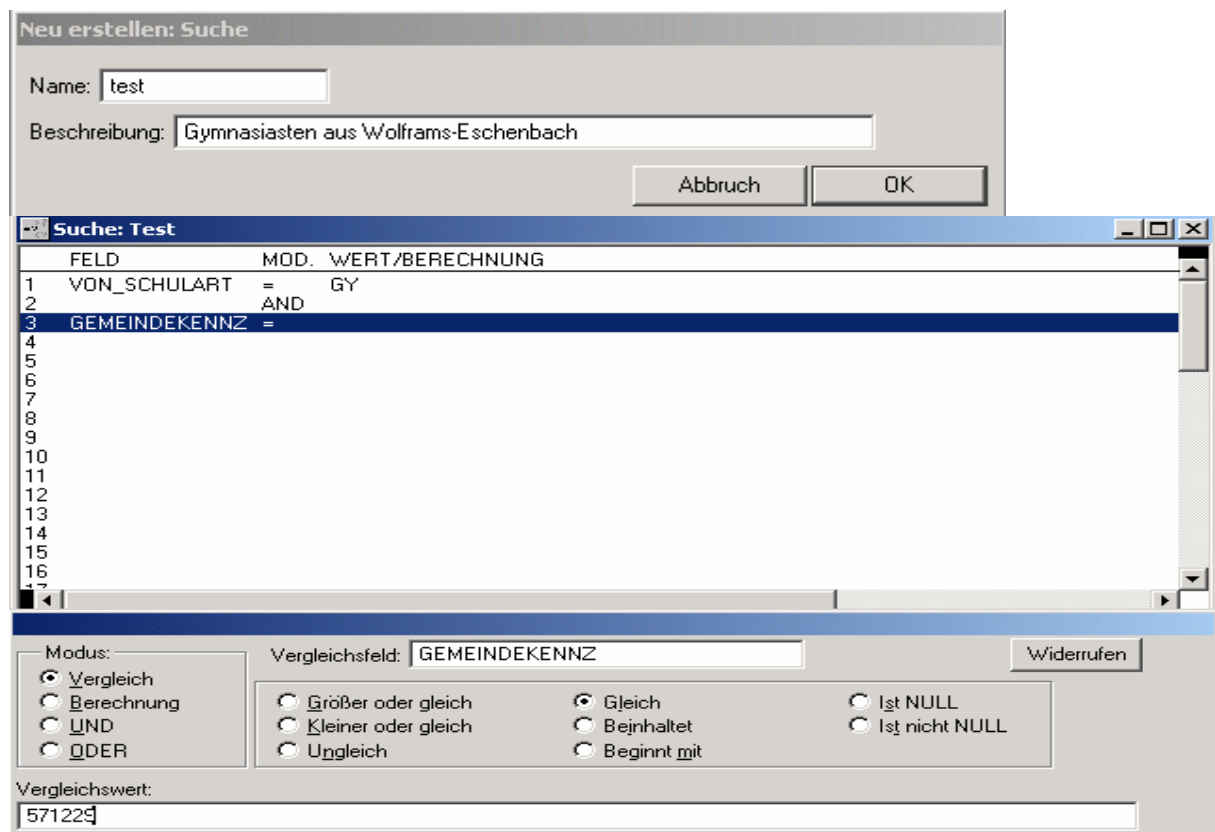 Neu erstellen: Suche
Name: test
Beschreibung: Gymnasiasten aus Wolframs-Eschenbach
Abbruch OK
Suche: Test
FELD MOD. WERT/BERECHNUNG
1 VON_SCHULART = GY
2 AND
3 GEMEINDEKENNZ =
4
5
6
7
8
9
10
11
12
13
14
15
16
17
Modus: Vergleichsfeld: GEMEINDEKENNZ Widerrufen
Vergleich
Berechnung Größer oder gleich Gleich Ist NULL
UND Kleiner oder gleich Beinhaltet Ist nicht NULL
ODER Ungleich Beginnt mit
Vergleichswert:
571229